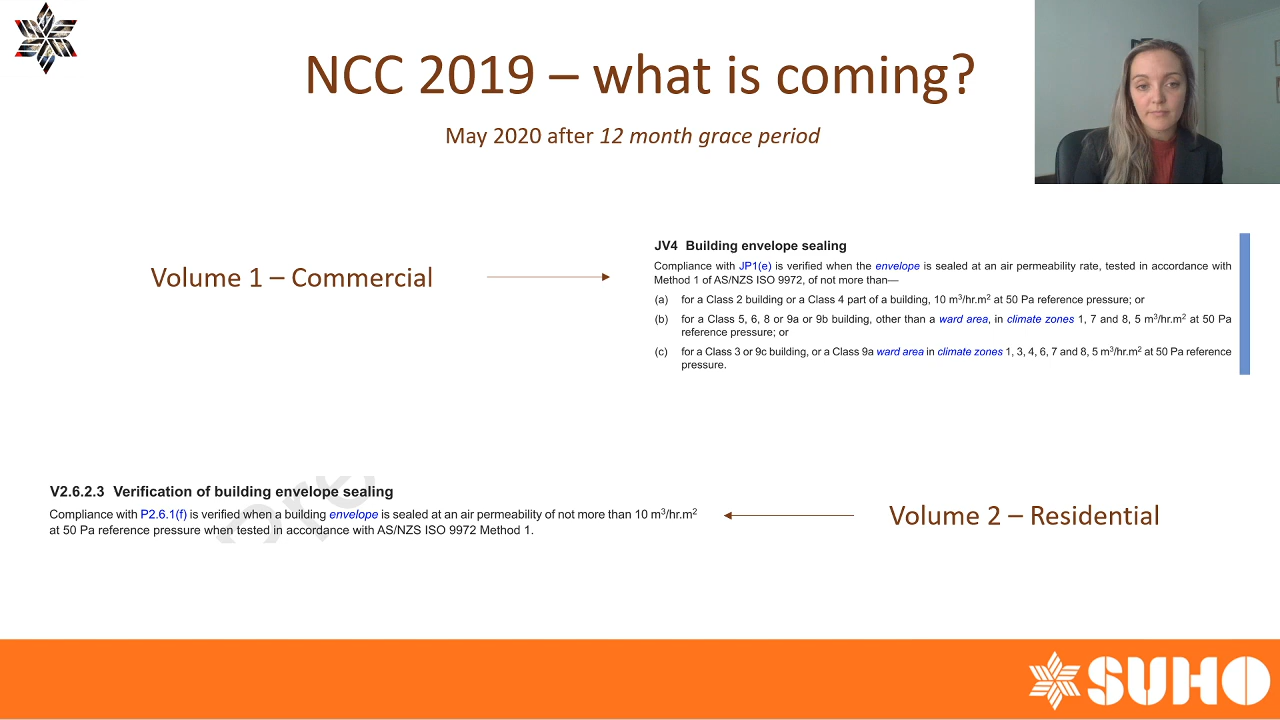 NCC 2019 – what is coming?
May 2020 after 12 month grace period
Volume 1 – Commercial
JV4 Building envelope sealing
Compliance with JP1(e) is verified when the envelope is sealed at an air permeability rate, tested in accordance with
Method 1 of AS/NZS ISO 9972, of not more than—
(a) for a Class 2 building or a Class 4 part of a building, 10 m³/hr.m² at 50 Pa reference pressure; or
(b) for a Class 5, 6, 8 or 9a or 9b building, other than a ward area, in climate zones 1, 7 and 8, 5 m³/hr.m² at 50 Pa
reference pressure; or
(c) for a Class 3 or 9c building, or a Class 9a ward area in climate zones 1, 3, 4, 6, 7 and 8, 5 m³/hr.m² at 50 Pa reference
pressure.
V2.6.2.3 Verification of building envelope sealing
Compliance with P2.6.1(f) is verified when a building envelope is sealed at an air permeability of not more than 10 m³/hr.m²
at 50 Pa reference pressure when tested in accordance with AS/NZS ISO 9972 Method 1.
Volume 2 – Residential
SUHO